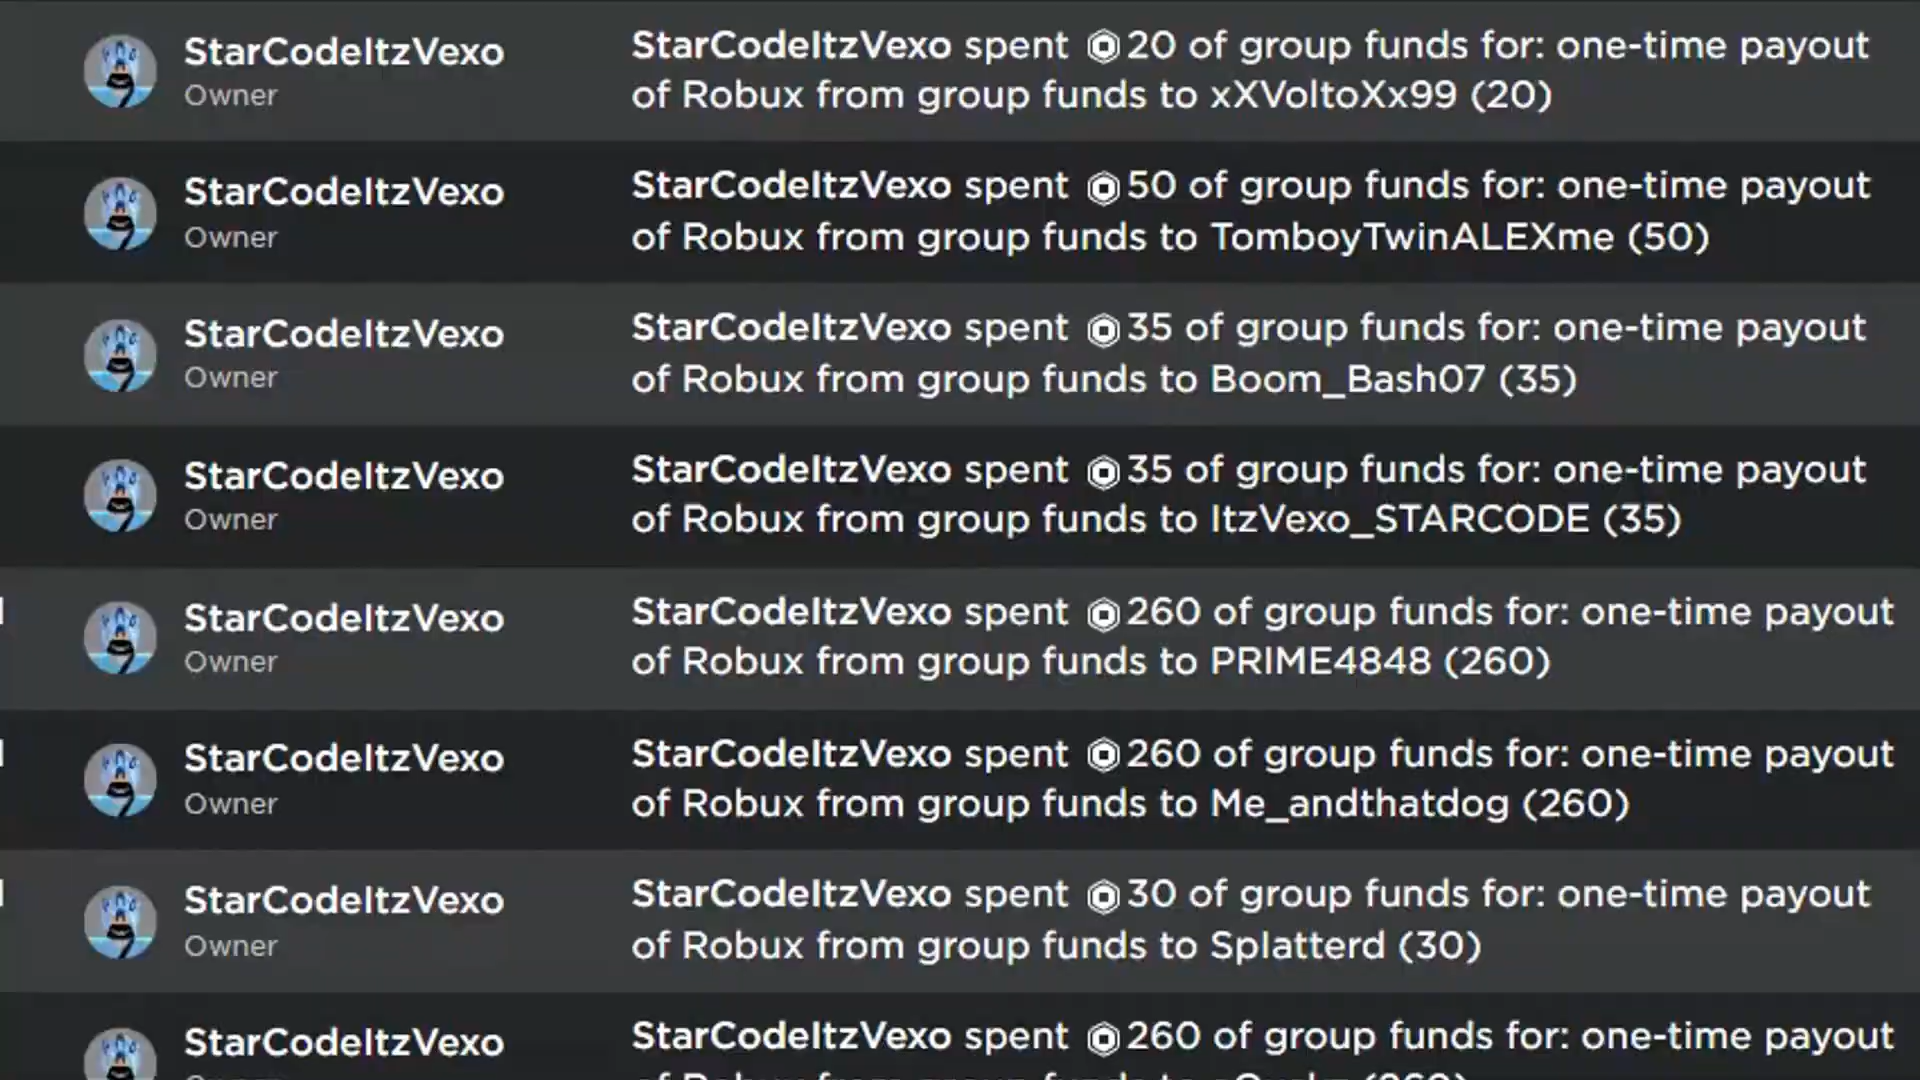 StarCodeItzVexo
Owner
StarCodeItzVexo spent 20 of group funds for: one-time payout
of Robux from group funds to xXVoltoXx99 (20)
StarCodeItzVexo
Owner
StarCodeItzVexo spent 50 of group funds for: one-time payout
of Robux from group funds to TomboyTwinALEXme (50)
StarCodeItzVexo
Owner
StarCodeItzVexo spent 35 of group funds for: one-time payout
of Robux from group funds to Boom_Bash07 (35)
StarCodeItzVexo
Owner
StarCodeItzVexo spent 35 of group funds for: one-time payout
of Robux from group funds to ItzVexo_STARCODE (35)
StarCodeItzVexo
Owner
StarCodeItzVexo spent 260 of group funds for: one-time payout
of Robux from group funds to PRIME4848 (260)
StarCodeItzVexo
Owner
StarCodeItzVexo spent 260 of group funds for: one-time payout
of Robux from group funds to Me_andthatdog (260)
StarCodeItzVexo
Owner
StarCodeItzVexo spent 30 of group funds for: one-time payout
of Robux from group funds to Splatterd (30)
StarCodeItzVexo
StarCodeItzVexo spent 260 of group funds for: one-time payout
of Robux from group funds to